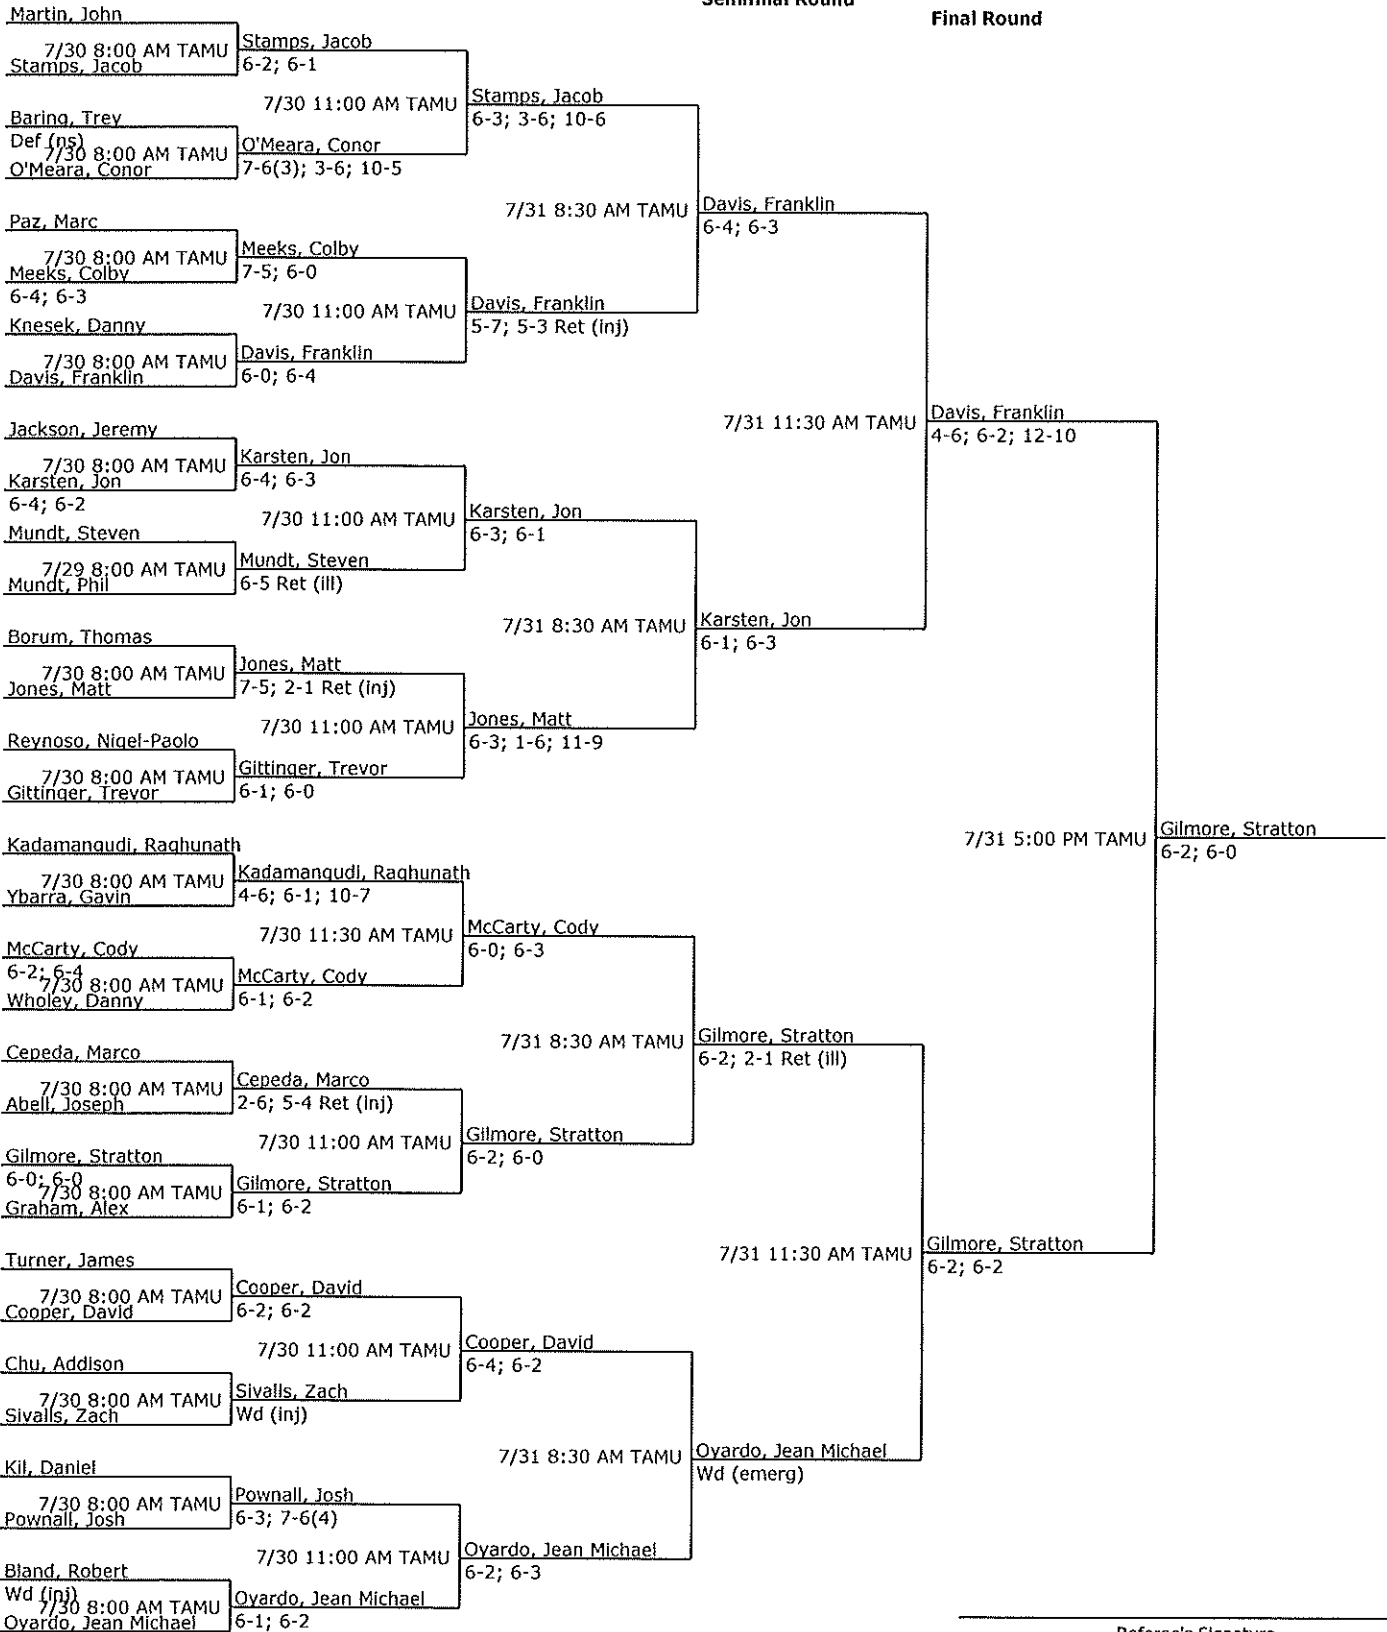 Semifinal Round
Final Round
Martin, John
7/30 8:00 AM TAMU
Stamps, Jacob
Stamps, Jacob
6-2; 6-1
7/30 11:00 AM TAMU
Stamps, Jacob
6-3; 3-6; 10-6
Baring, Trey
Def (ns)
7/30 8:00 AM TAMU
O'Meara, Conor
O'Meara, Conor
7-6(3); 3-6; 10-5
7/31 8:30 AM TAMU
Davis, Franklin
6-4; 6-3
Paz, Marc
7/30 8:00 AM TAMU
Meeks, Colby
6-4; 6-3
Meeks, Colby
7-5; 6-0
7/30 11:00 AM TAMU
Davis, Franklin
5-7; 5-3 Ret (inj)
Knesek, Danny
7/30 8:00 AM TAMU
Davis, Franklin
Davis, Franklin
6-0; 6-4
7/31 11:30 AM TAMU
Davis, Franklin
4-6; 6-2; 12-10
Jackson, Jeremy
7/30 8:00 AM TAMU
Karsten, Jon
6-4; 6-2
Karsten, Jon
6-4; 6-3
7/30 11:00 AM TAMU
Karsten, Jon
6-3; 6-1
Mundt, Steven
7/29 8:00 AM TAMU
Mundt, Phil
Mundt, Steven
6-5 Ret (ill)
7/31 8:30 AM TAMU
Karsten, Jon
6-1; 6-3
Borum, Thomas
7/30 8:00 AM TAMU
Jones, Matt
Jones, Matt
7-5; 2-1 Ret (inj)
7/30 11:00 AM TAMU
Jones, Matt
6-3; 1-6; 11-9
Reynoso, Nigel-Paolo
7/30 8:00 AM TAMU
Gittinger, Trevor
Gittinger, Trevor
6-1; 6-0
7/31 5:00 PM TAMU
Gilmore, Stratton
6-2; 6-0
Kadamangudi, Raghunath
7/30 8:00 AM TAMU
Ybarra, Gavin
Kadamangudi, Raghunath
4-6; 6-1; 10-7
7/30 11:30 AM TAMU
McCarty, Cody
6-0; 6-3
McCarty, Cody
6-2; 6-4
7/30 8:00 AM TAMU
Wholey, Danny
McCarty, Cody
6-1; 6-2
7/31 8:30 AM TAMU
Gilmore, Stratton
6-2; 2-1 Ret (ill)
Cepeda, Marco
7/30 8:00 AM TAMU
Abell, Joseph
Cepeda, Marco
2-6; 5-4 Ret (inj)
7/30 11:00 AM TAMU
Gilmore, Stratton
6-2; 6-0
Gilmore, Stratton
6-0; 6-0
7/30 8:00 AM TAMU
Graham, Alex
Gilmore, Stratton
6-1; 6-2
7/31 11:30 AM TAMU
Gilmore, Stratton
6-2; 6-2
Turner, James
7/30 8:00 AM TAMU
Cooper, David
Cooper, David
6-2; 6-2
7/30 11:00 AM TAMU
Cooper, David
6-4; 6-2
Chu, Addison
7/30 8:00 AM TAMU
Sivalls, Zach
Sivalls, Zach
Wd (inj)
7/31 8:30 AM TAMU
Oyardo, Jean Michael
Wd (emerg)
Kil, Daniel
7/30 8:00 AM TAMU
Pownall, Josh
Pownall, Josh
6-3; 7-6(4)
7/30 11:00 AM TAMU
Oyardo, Jean Michael
6-2; 6-3
Bland, Robert
Wd (inj)
7/30 8:00 AM TAMU
Oyardo, Jean Michael
Oyardo, Jean Michael
6-1; 6-2
Referee's Signature